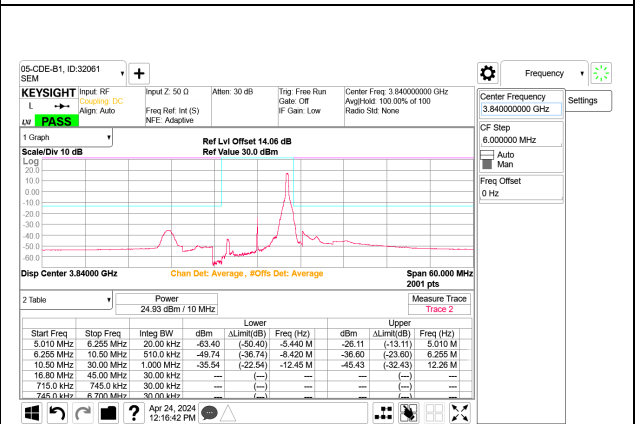 05-CDE-B1, ID:32061
SEM
Frequency
KEYSIGHT
Input: RF
Input Z: 50 Ω
Atten: 30 dB
Trig: Free Run
Center Freq: 3.840000000 GHz
L
Coupling: DC
Gate: Off
Avg|Hold: 100.00% of 100
Align: Auto
Freq Ref: Int (S)
IF Gain: Low
Radio Std: None
PASS
NFE: Adaptive
Center Frequency
3.840000000 GHz
Settings
CF Step
6.000000 MHz
Auto
Man
Freq Offset
0 Hz
1 Graph
Ref Lvl Offset 14.06 dB
Scale/Div 10 dB
Ref Value 30.0 dBm
Log
20.0
10.0
0.00
-10.0
-20.0
-30.0
-40.0
-50.0
-60.0
Disp Center 3.84000 GHz
Chan Det: Average , #Offs Det: Average
Span 60.000 MHz
2001 pts
2 Table
Power
24.93 dBm / 10 MHz
Measure Trace
Trace 2
Lower Upper
Start Freq Stop Freq Integ BW dBm ΔLimit(dB) Freq (Hz) dBm ΔLimit(dB) Freq (Hz)
5.010 MHz 6.255 MHz 20.00 kHz -63.40 (-50.40) -5.440 M -26.11 (-13.11) 5.010 M
6.255 MHz 10.50 MHz 510.0 kHz -49.74 (-36.74) -8.420 M -36.60 (-23.60) 6.255 M
10.50 MHz 30.00 MHz 1.000 MHz -35.54 (-22.54) -12.45 M -45.43 (-32.43) 12.26 M
16.80 MHz 45.00 MHz 30.00 kHz --- (---) --- --- (---) ---
715.0 kHz 745.0 kHz 30.00 kHz --- (---) --- --- (---) ---
745.0 kHz 6.700 MHz 30.00 kHz --- (---) --- --- (---) ---
?
Apr 24, 2024
12:16:42 PM